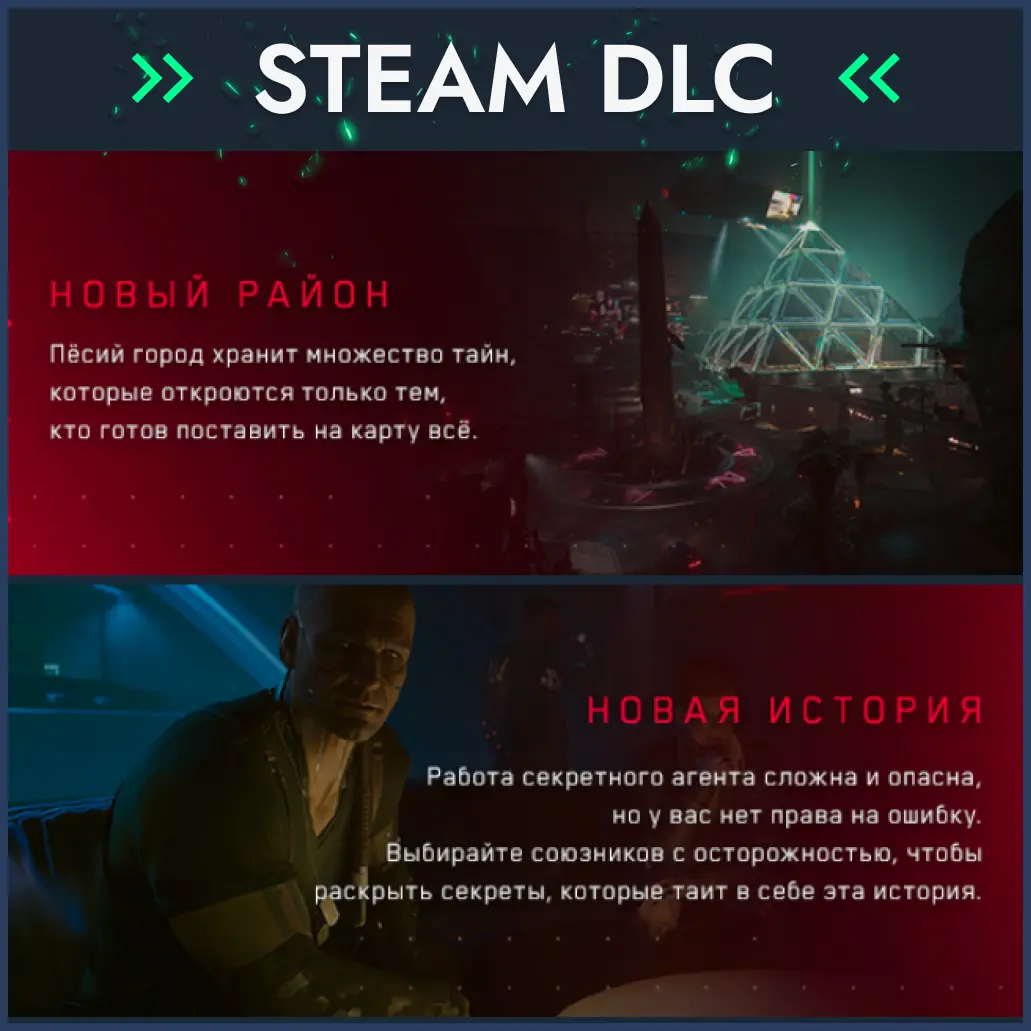 STEAM DLC
НОВЫЙ РАЙОН
Пёсий город хранит множество тайн,
которые откроются только тем,
кто готов поставить на карту всё.
НОВАЯ ИСТОРИЯ
Работа секретного агента сложна и опасна,
но у вас нет права на ошибку.
Выбирайте союзников с осторожностью, чтобы
раскрыть секреты, которые таит в себе эта история.